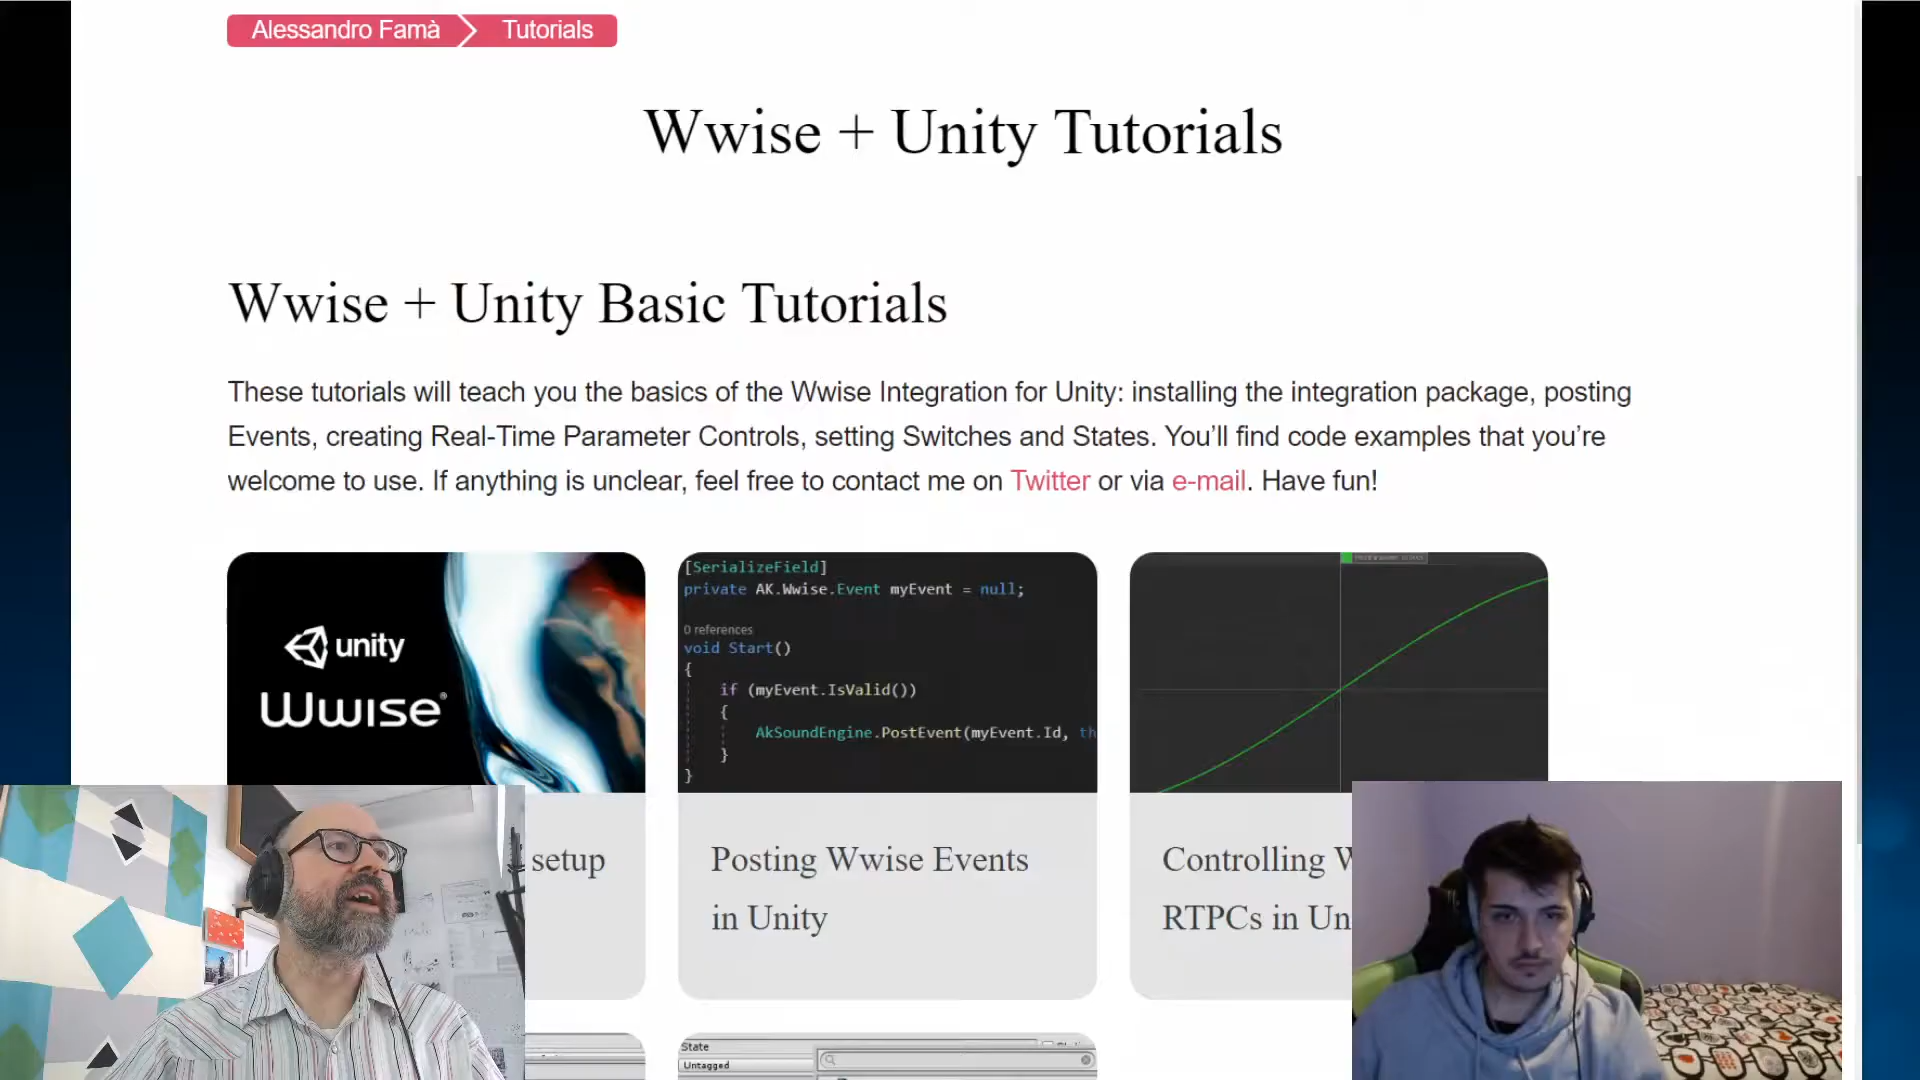 Alessandro Famà
Tutorials
Wwise + Unity Tutorials
Wwise + Unity Basic Tutorials
These tutorials will teach you the basics of the Wwise Integration for Unity: installing the integration package, posting
Events, creating Real-Time Parameter Controls, setting Switches and States. You’ll find code examples that you’re
welcome to use. If anything is unclear, feel free to contact me on Twitter or via e-mail. Have fun!
unity
Wwise®
[SerializeField]
private AK.Wwise.Event myEvent = null;
0 references
void Start()
{
if (myEvent.IsValid())
{
AkSoundEngine.PostEvent(myEvent.Id, th
}
}
setup
Posting Wwise Events
in Unity
Controlling W
RTPCs in Un
State
Untagged